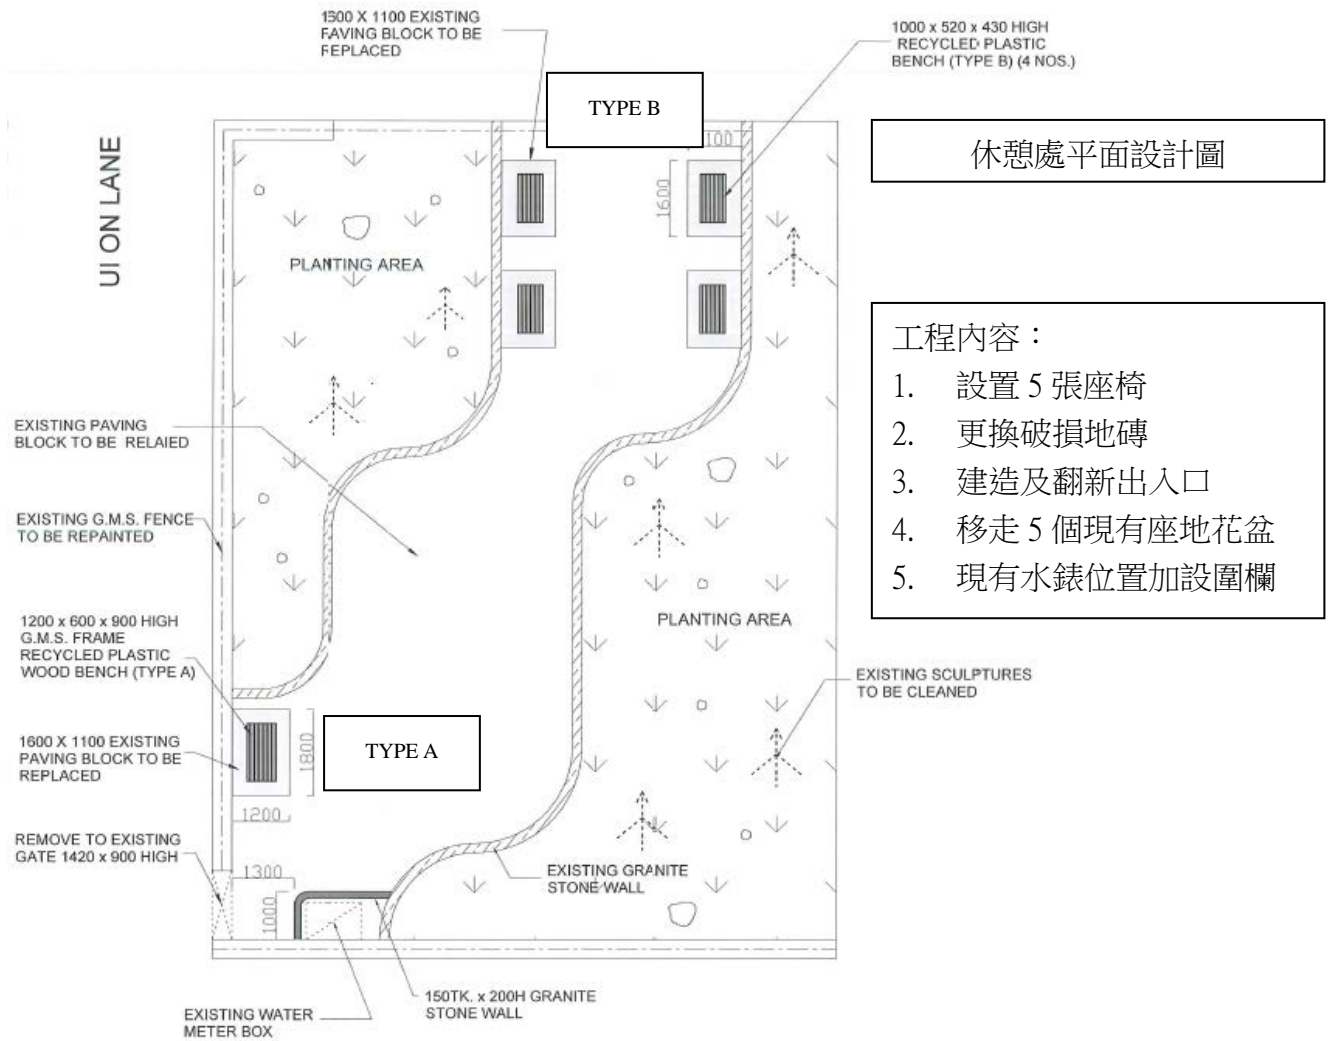 1500 X 1100 EXISTING
PAVING BLOCK TO BE
REPLACED
1000 x 520 x 430 HIGH
RECYCLED PLASTIC
BENCH (TYPE B) (4 NOS.)
TYPE B
休憩處平面設計圖
UI ON LANE
1100
1600
PLANTING AREA
工程內容：
1. 設置 5 張座椅
2. 更換破損地磚
3. 建造及翻新出入口
4. 移走 5 個現有座地花盆
5. 現有水錶位置加設圍欄
EXISTING PAVING
BLOCK TO BE RELAIED
EXISTING G.M.S. FENCE
TO BE REPAINTED
1200 x 600 x 900 HIGH
G.M.S. FRAME
RECYCLED PLASTIC
WOOD BENCH (TYPE A)
PLANTING AREA
EXISTING SCULPTURES
TO BE CLEANED
1600 X 1100 EXISTING
PAVING BLOCK TO BE
REPLACED
1800
TYPE A
1200
REMOVE TO EXISTING
GATE 1420 x 900 HIGH
1300
1000
EXISTING GRANITE
STONE WALL
150TK. x 200H GRANITE
STONE WALL
EXISTING WATER
METER BOX